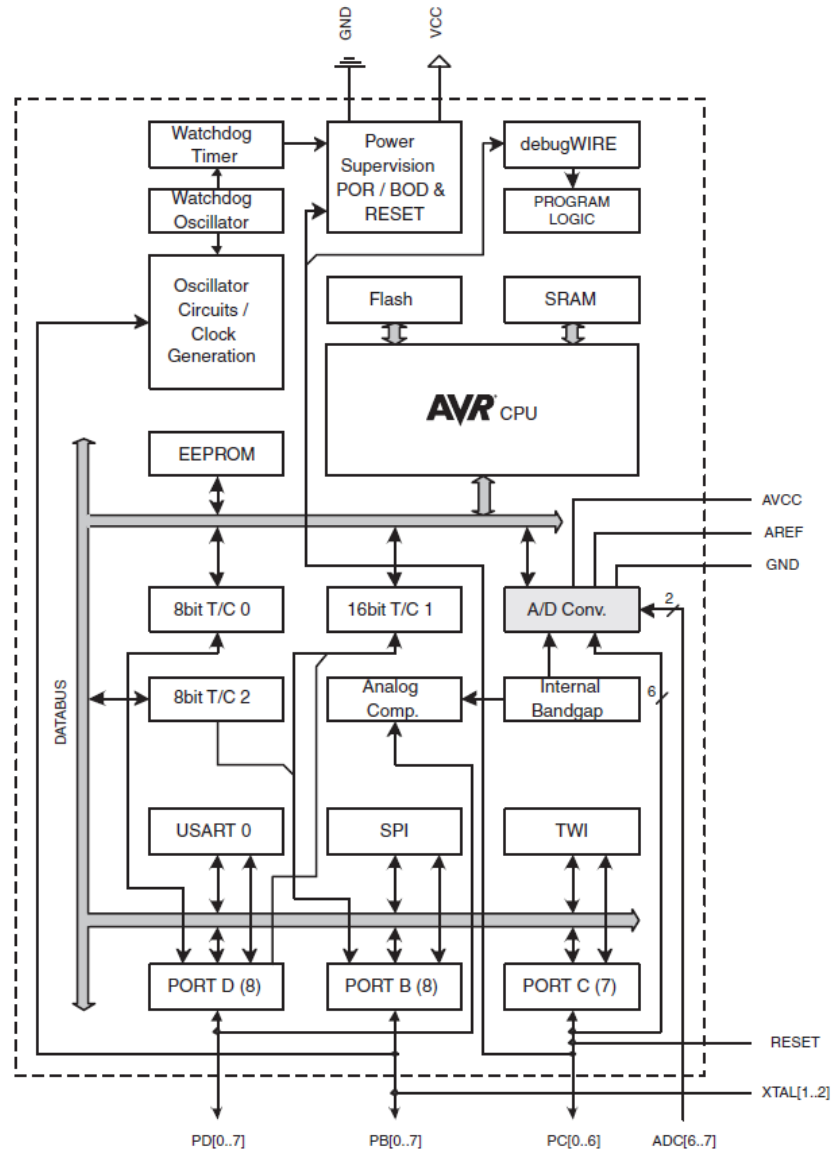 GND
VCC
Watchdog
Timer
Power
Supervision
POR / BOD &
RESET
debugWIRE
Watchdog
Oscillator
PROGRAM
LOGIC
Oscillator
Circuits /
Clock
Generation
Flash
SRAM
AVR CPU
EEPROM
AVCC
AREF
GND
8bit T/C 0
16bit T/C 1
A/D Conv.
2
8bit T/C 2
Analog
Comp.
Internal
Bandgap
6
DATABUS
USART 0
SPI
TWI
PORT D (8)
PORT B (8)
PORT C (7)
RESET
XTAL[1..2]
PD[0..7]
PB[0..7]
PC[0..6]
ADC[6..7]